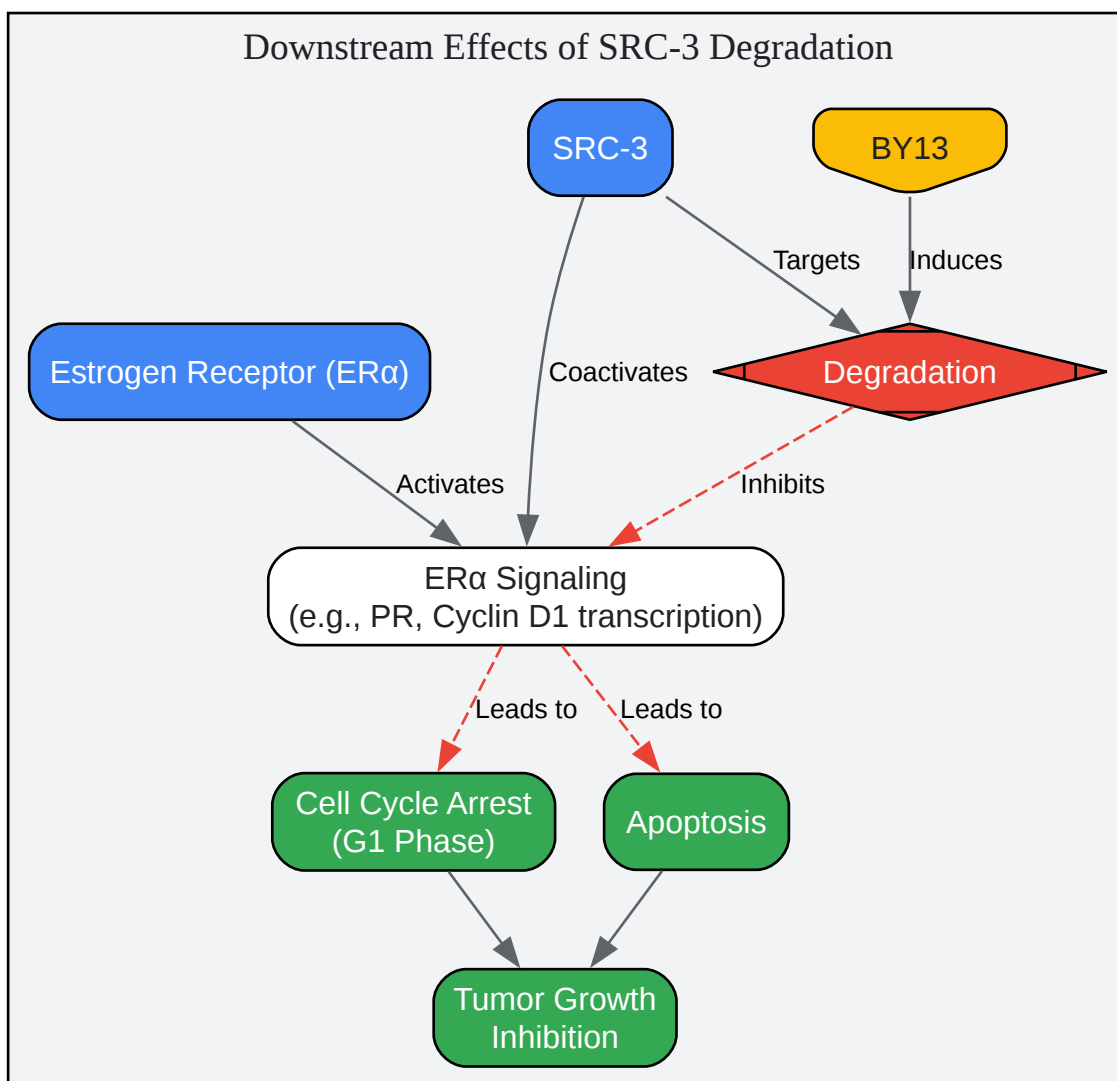 Downstream Effects of SRC-3 Degradation
SRC-3
BY13
Targets
Induces
Estrogen Receptor (ERα)
Coactivates
Degradation
Activates
Inhibits
ERα Signaling
(e.g., PR, Cyclin D1 transcription)
Leads to
Leads to
Cell Cycle Arrest
(G1 Phase)
Apoptosis
Tumor Growth
Inhibition